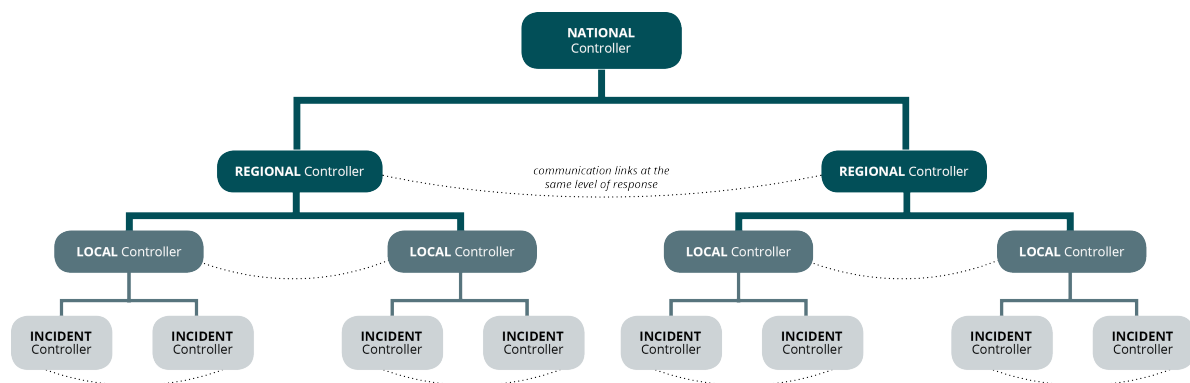 NATIONAL
Controller
REGIONAL Controller
communication links at the
same level of response
REGIONAL Controller
LOCAL Controller
LOCAL Controller
LOCAL Controller
LOCAL Controller
INCIDENT
Controller
INCIDENT
Controller
INCIDENT
Controller
INCIDENT
Controller
INCIDENT
Controller
INCIDENT
Controller
INCIDENT
Controller
INCIDENT
Controller